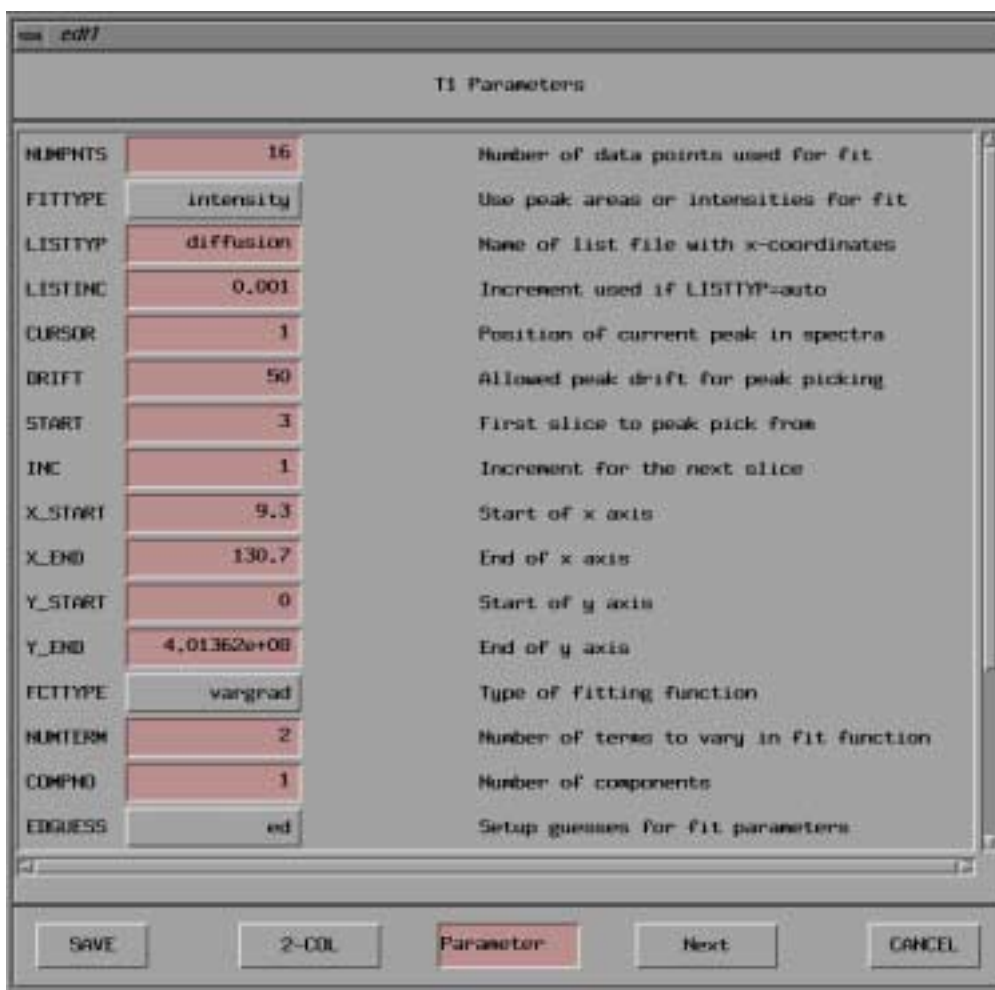 edt1
T1 Parameters
NUMPNTS 16 Number of data points used for fit
FITTYPE intensity Use peak areas or intensities for fit
LISTTYP diffusion Name of list file with x-coordinates
LISTINC 0.001 Increment used if LISTTYP=auto
CURSOR 1 Position of current peak in spectra
DRIFT 50 Allowed peak drift for peak picking
START 3 First slice to peak pick from
INC 1 Increment for the next slice
X_START 9.3 Start of x axis
X_END 130.7 End of x axis
Y_START 0 Start of y axis
Y_END 4.01362e+08 End of y axis
FCTTYPE vargrad Type of fitting function
NUMTERM 2 Number of terms to vary in fit function
COMPNO 1 Number of components
EDGUESS ed Setup guesses for fit parameters
SAVE 2-COL Parameter Next CANCEL